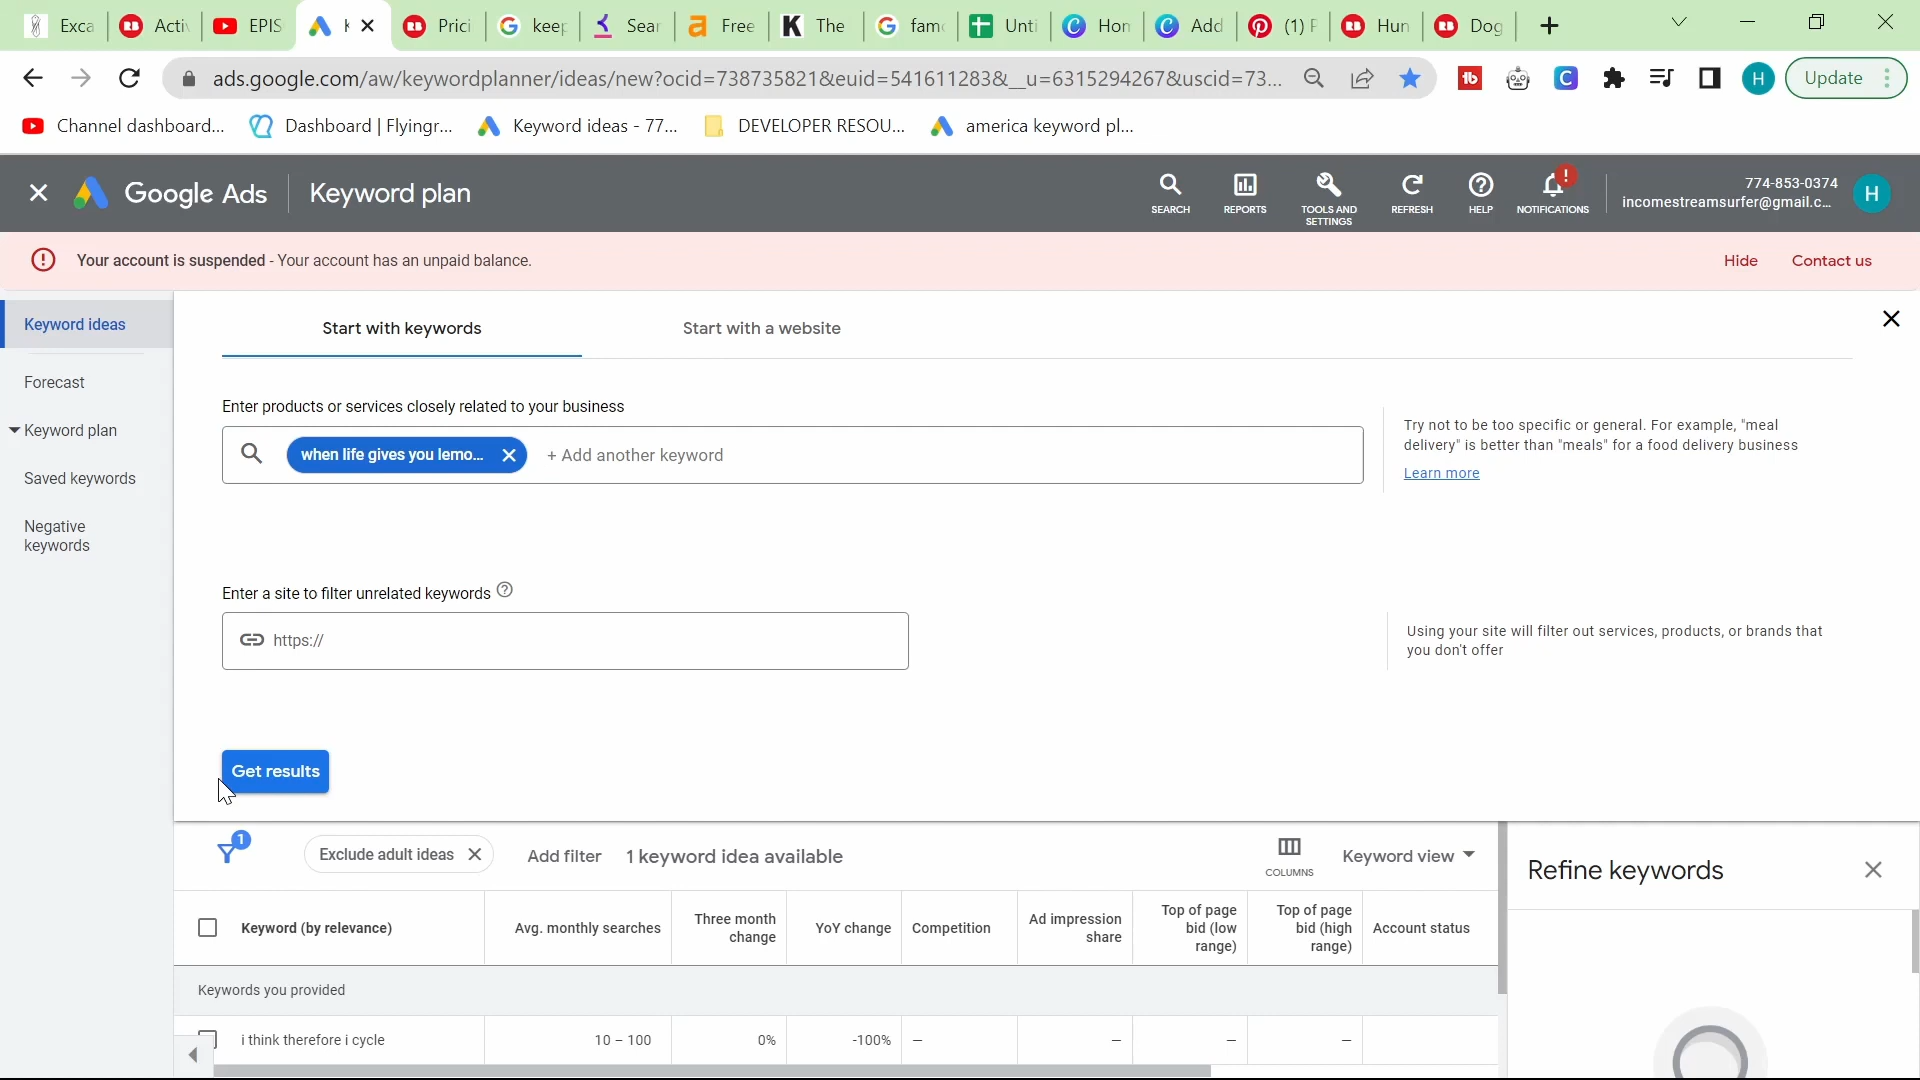 Exca
Activ
EPIS
K
Prici
keep
Sear
Free
K The
famo
Unti
Hom
Add
(1) P
Hun
Dog
ads.google.com/aw/keywordplanner/ideas/new?ocid=738735821&euid=541611283&__u=6315294267&uscid=73...
H
Update
Channel dashboard...
Dashboard | Flyingr...
Keyword ideas - 77...
DEVELOPER RESOU...
america keyword pl...
Google Ads
Keyword plan
SEARCH
REPORTS
TOOLS AND
SETTINGS
REFRESH
HELP
NOTIFICATIONS
774-853-0374
incomestreamsurfer@gmail.c...
H
Your account is suspended - Your account has an unpaid balance.
Hide
Contact us
Keyword ideas
Forecast
Keyword plan
Saved keywords
Negative
keywords
Start with keywords
Start with a website
Enter products or services closely related to your business
when life gives you lemo...
+ Add another keyword
Try not to be too specific or general. For example, "meal
delivery" is better than "meals" for a food delivery business
Learn more
Enter a site to filter unrelated keywords
https://
Using your site will filter out services, products, or brands that
you don't offer
Get results
1
Exclude adult ideas
Add filter
1 keyword idea available
COLUMNS
Keyword view
Refine keywords
Keyword (by relevance)
Avg. monthly searches
Three month
change
YoY change
Competition
Ad impression
share
Top of page
bid (low
range)
Top of page
bid (high
range)
Account status
Keywords you provided
i think therefore i cycle
10 – 100
0%
-100%
–
–
–
–